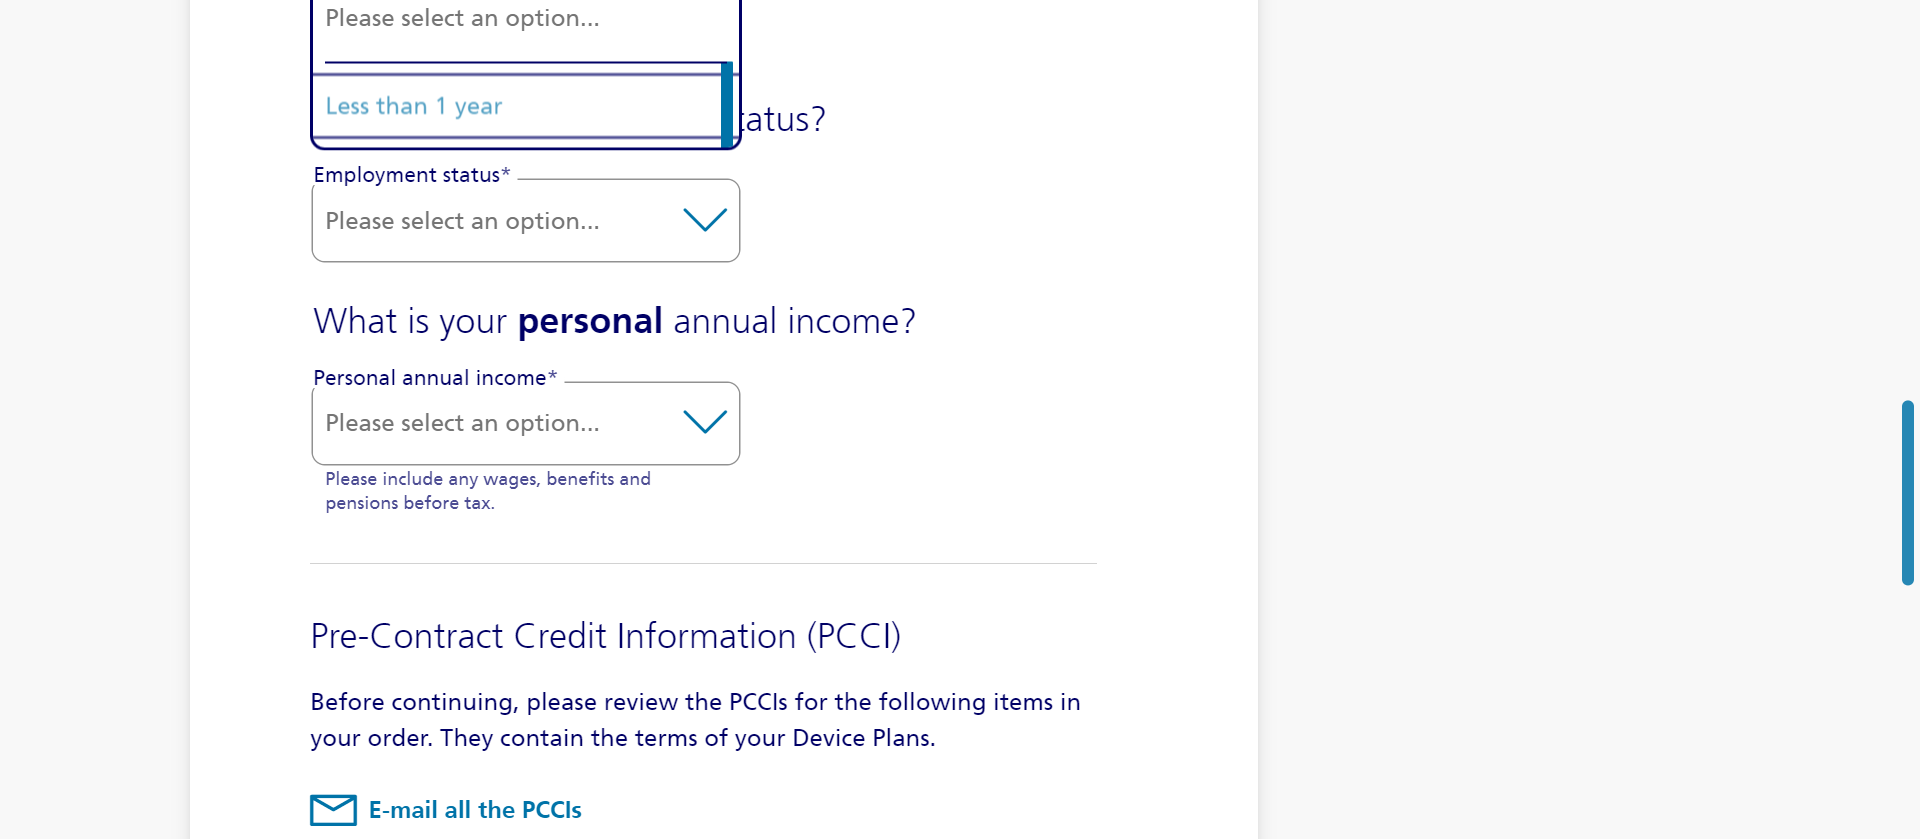 Please select an option...
Less than 1 year
tatus?
Employment status*
Please select an option...
What is your personal annual income?
Personal annual income*
Please select an option...
Please include any wages, benefits and
pensions before tax.
Pre-Contract Credit Information (PCCI)
Before continuing, please review the PCCIs for the following items in
your order. They contain the terms of your Device Plans.
E-mail all the PCCIs